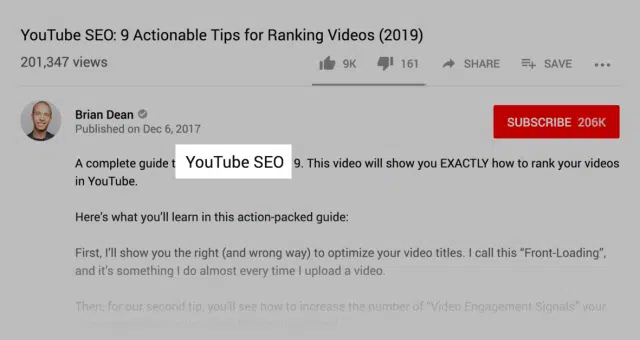 YouTube SEO: 9 Actionable Tips for Ranking Videos (2019)
201,347 views
9K 161 SHARE SAVE
Brian Dean
Published on Dec 6, 2017
SUBSCRIBE 206K
A complete guide t YouTube SEO 9. This video will show you EXACTLY how to rank your videos
in YouTube.
Here's what you'll learn in this action-packed guide:
First, I'll show you the right (and wrong way) to optimize your video titles. I call this “Front-Loading”,
and it's something I do almost every time I upload a video.
Then, for our second tip, you'll see how to increase the number of “Video Engagement Signals” your